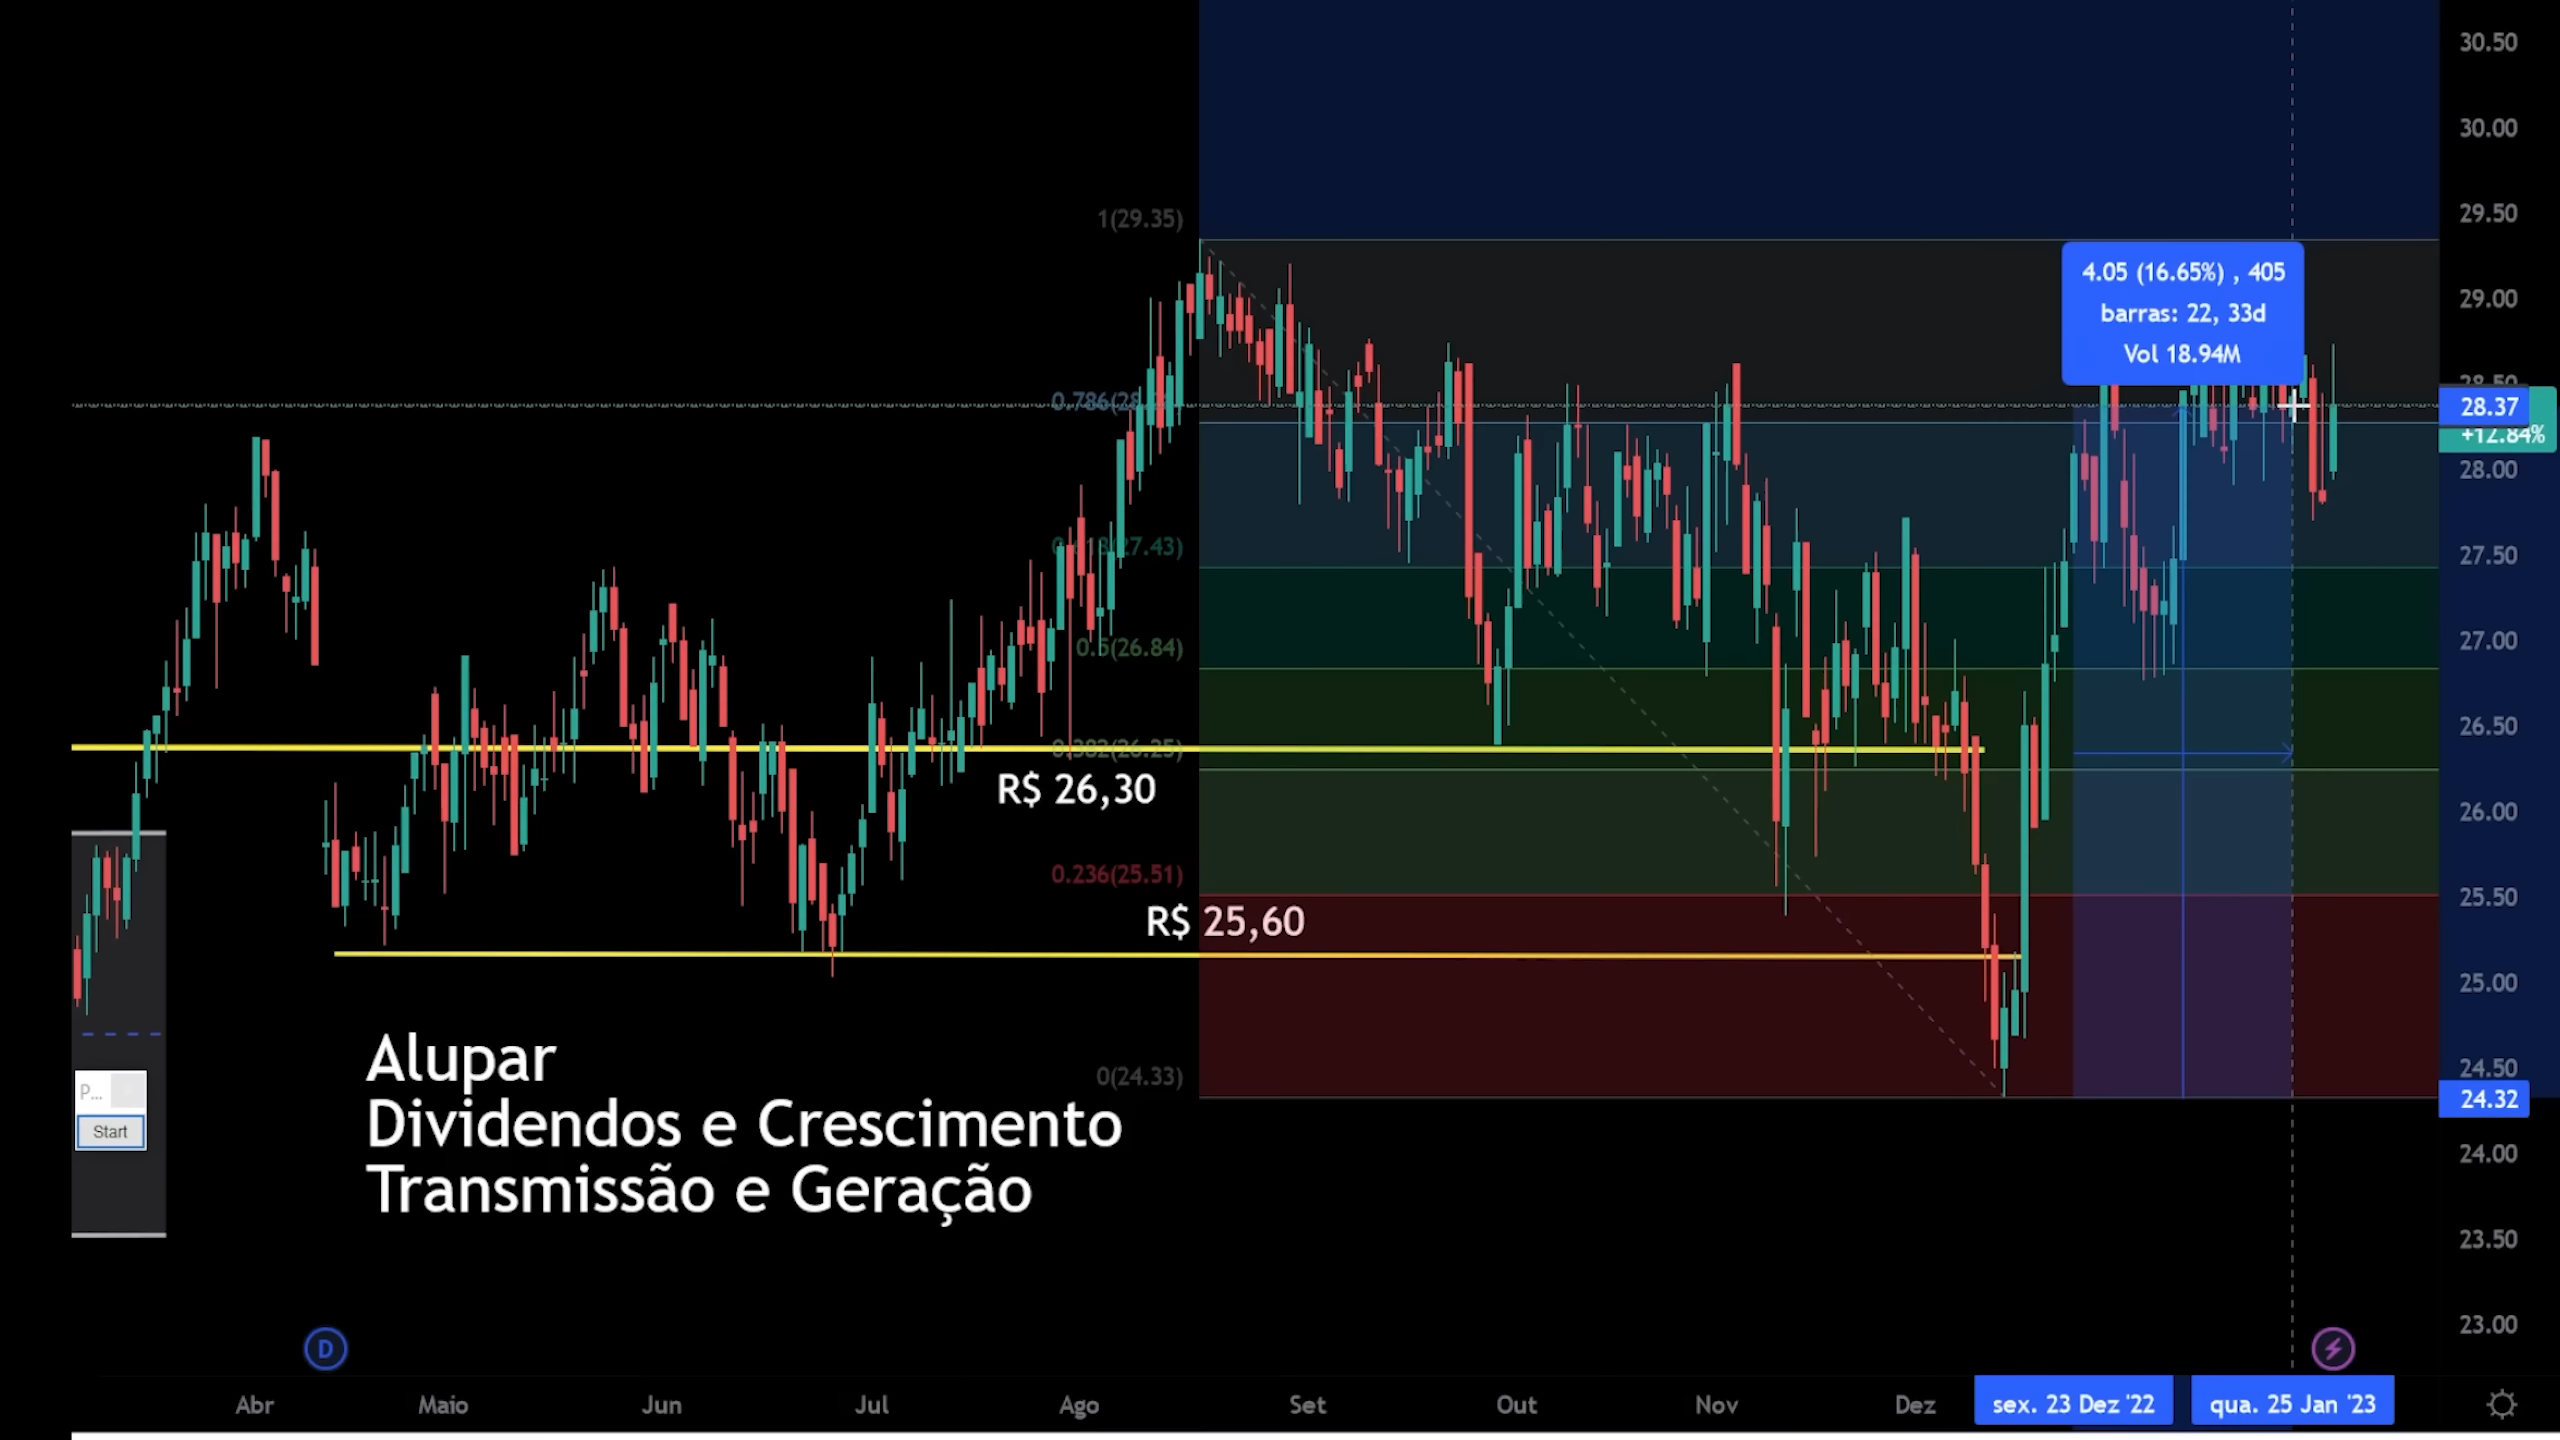 30.50
30.00
29.50
1(29.35)
4.05 (16.65%) , 405
barras: 22, 33d
Vol 18.94M
29.00
28.37
+12.84%
28.00
27.50
0.5(26.84)
27.00
26.50
R$ 26,30
26.00
0.236(25.51)
25.50
R$ 25,60
25.00
Alupar
Dividendos e Crescimento
Transmissão e Geração
0(24.33)
24.50
24.32
P...
Start
24.00
23.50
23.00
D
Abr Maio Jun Jul Ago Set Out Nov Dez sex. 23 Dez '22 qua. 25 Jan '23